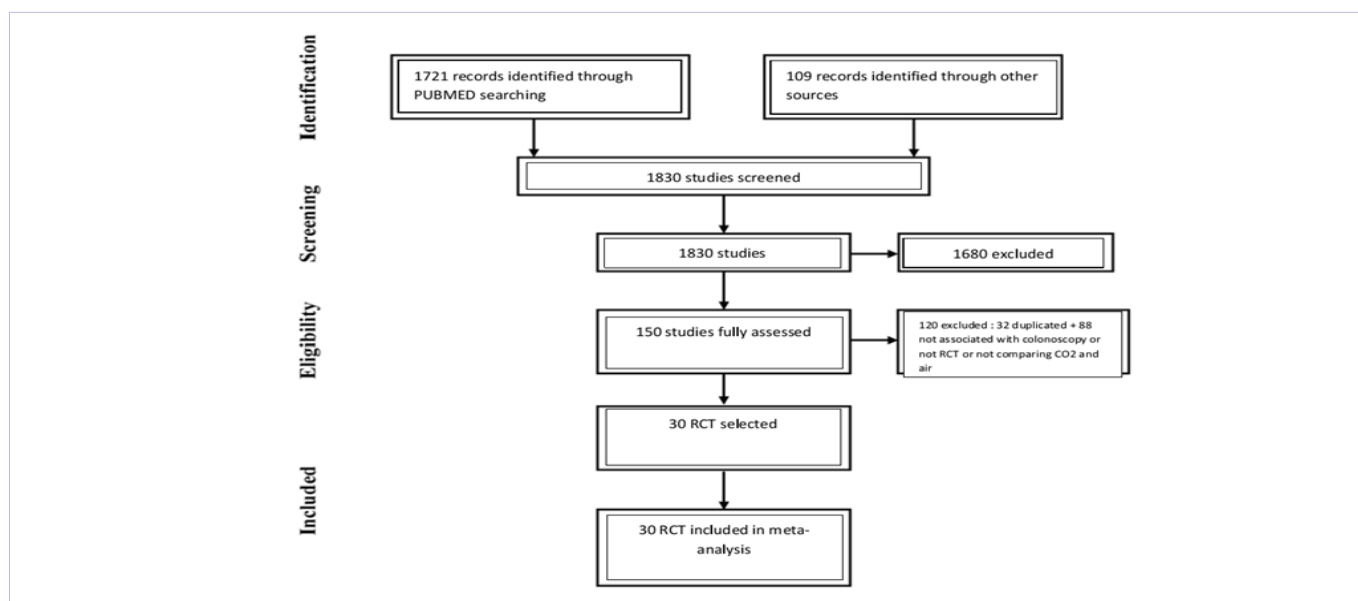 Identification
1721 records identified through
PUBMED searching
109 records identified through other
sources
1830 studies screened
Screening
1830 studies
1680 excluded
Eligibility
150 studies fully assessed
120 excluded : 32 duplicated + 88
not associated with colonoscopy or
not RCT or not comparing CO2 and
air
30 RCT selected
Included
30 RCT included in meta-
analysis